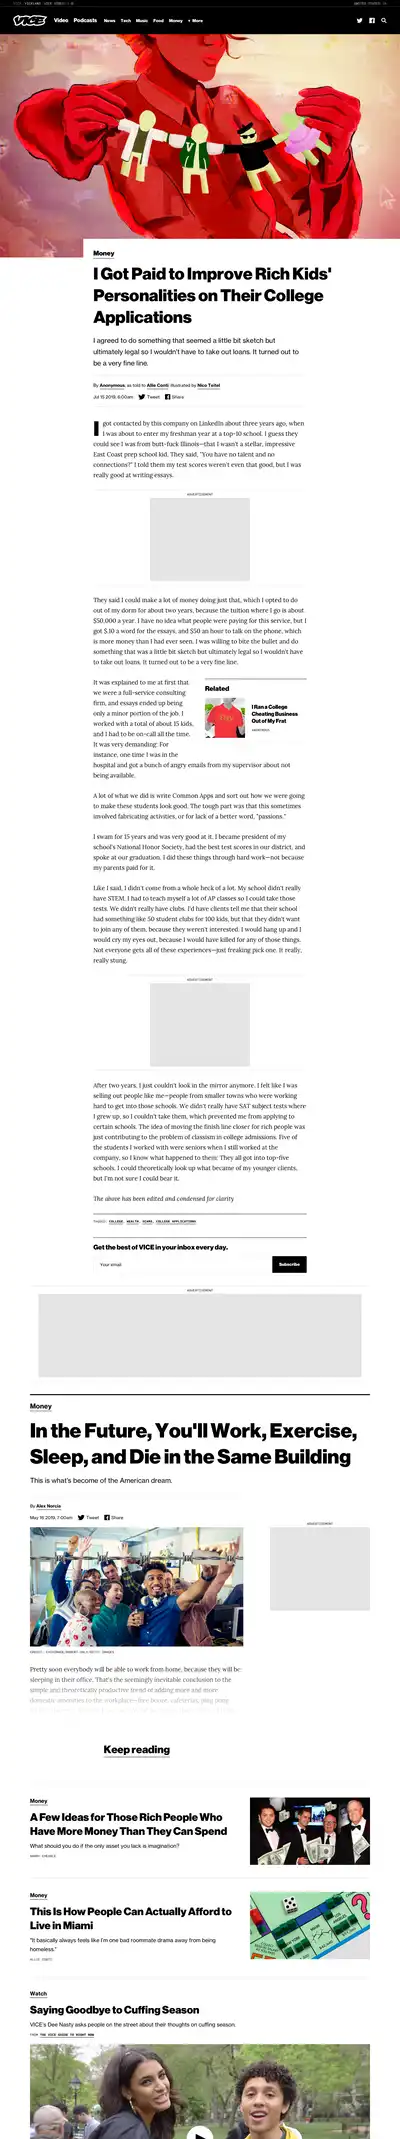 VICE
Video
Podcasts
News
Tech
Music
Food
Money
+ More
Money
I Got Paid to Improve Rich Kids'
Personalities on Their College
Applications
I agreed to do something that seemed a little bit sketch but
ultimately legal so I wouldn't have to take out loans. It turned out to
be a very fine line.
By Anonymous, as told to Allie Conti, illustrated by Nico Teitel
Jul 15 2019, 6:00am
Tweet
Share
V
I got contacted by this company on LinkedIn about three years ago, when
I was about to enter my freshman year at a top-10 school. I guess they
could see I was from butt-fuck Illinois—that I wasn't a stellar, impressive
East Coast prep school kid. They said, "You have no talent and no
connections?" I told them my test scores weren't even that good, but I was
really good at writing essays.
ADVERTISEMENT
They said I could make a lot of money doing just that, which I opted to do
out of my dorm for about two years, because the tuition where I go is about
$50,000 a year. I have no idea what people were paying for this service, but I
got $.10 a word for the essays, and $50 an hour to talk on the phone, which
is more money than I had ever seen. I was willing to bite the bullet and do
something that was a little bit sketch but ultimately legal so I wouldn't have
to take out loans. It turned out to be a very fine line.
It was explained to me at first that
we were a full-service consulting
firm, and essays ended up being
only a minor portion of the job. I
worked with a total of about 15 kids,
and I had to be on-call all the time.
It was very demanding: For
instance, one time I was in the
hospital and got a bunch of angry emails from my supervisor about not
being available.
Related
I Ran a College
Cheating Business
Out of My Frat
ANONYMOUS
A lot of what we did is write Common Apps and sort out how we were going
to make these students look good. The tough part was that this sometimes
involved fabricating activities, or for lack of a better word, "passions."
I swam for 15 years and was very good at it. I became president of my
school's National Honor Society, had the best test scores in our district, and
spoke at our graduation. I did these things through hard work—not because
my parents paid for it.
Like I said, I didn't come from a whole heck of a lot. My school didn't really
have STEM, I had to teach myself a lot of AP classes so I could take those
tests. We didn't really have clubs. I'd have clients tell me that their school
had something like 50 student clubs for 100 kids, but that they didn't want
to join any of them, because they weren't interested. I would hang up and I
would cry my eyes out, because I would have killed for any of those things.
Not everyone gets all of these experiences—just freaking pick one. It really,
really stung.
ADVERTISEMENT
After two years, I just couldn't look in the mirror anymore. I felt like I was
selling out people like me—people from smaller towns who were working
hard to get into those schools. We didn't really have SAT subject tests where
I grew up, so I couldn't take them, which prevented me from applying to
certain schools. The idea of moving the finish line closer for rich people was
just contributing to the problem of classism in college admissions. Five of
the students I worked with were seniors when I still worked at the
company, so I know what happened to them: They all got into top-five
schools. I could theoretically look up what became of my younger clients,
but I'm not sure I could bear it.
The above has been edited and condensed for clarity
TAGGED: COLLEGE, WEALTH, SCAMS, COLLEGE APPLICATIONS
Get the best of VICE in your inbox every day.
Your email
Subscribe
ADVERTISEMENT
Money
In the Future, You'll Work, Exercise,
Sleep, and Die in the Same Building
This is what's become of the American dream.
By Alex Norcia
May 16 2019, 7:00am
Tweet
Share
ADVERTISEMENT
Pretty soon everybody will be able to work from home, because they will be
sleeping in their office. That's the seemingly inevitable conclusion to the
simple and theoretically productive trend of adding more and more
domestic amenities to the workplace—free booze, cafeterias, ping pong
Keep reading
Money
A Few Ideas for Those Rich People Who
Have More Money Than They Can Spend
What should you do if the only asset you lack is imagination?
HARRY CHEADLE
Money
This Is How People Can Actually Afford to
Live in Miami
"It basically always feels like I'm one bad roommate drama away from being
homeless."
ALLIE CONTI
Watch
Saying Goodbye to Cuffing Season
VICE's Dee Nasty asks people on the street about their thoughts on cuffing season.
FROM THE VICE GUIDE TO RIGHT NOW